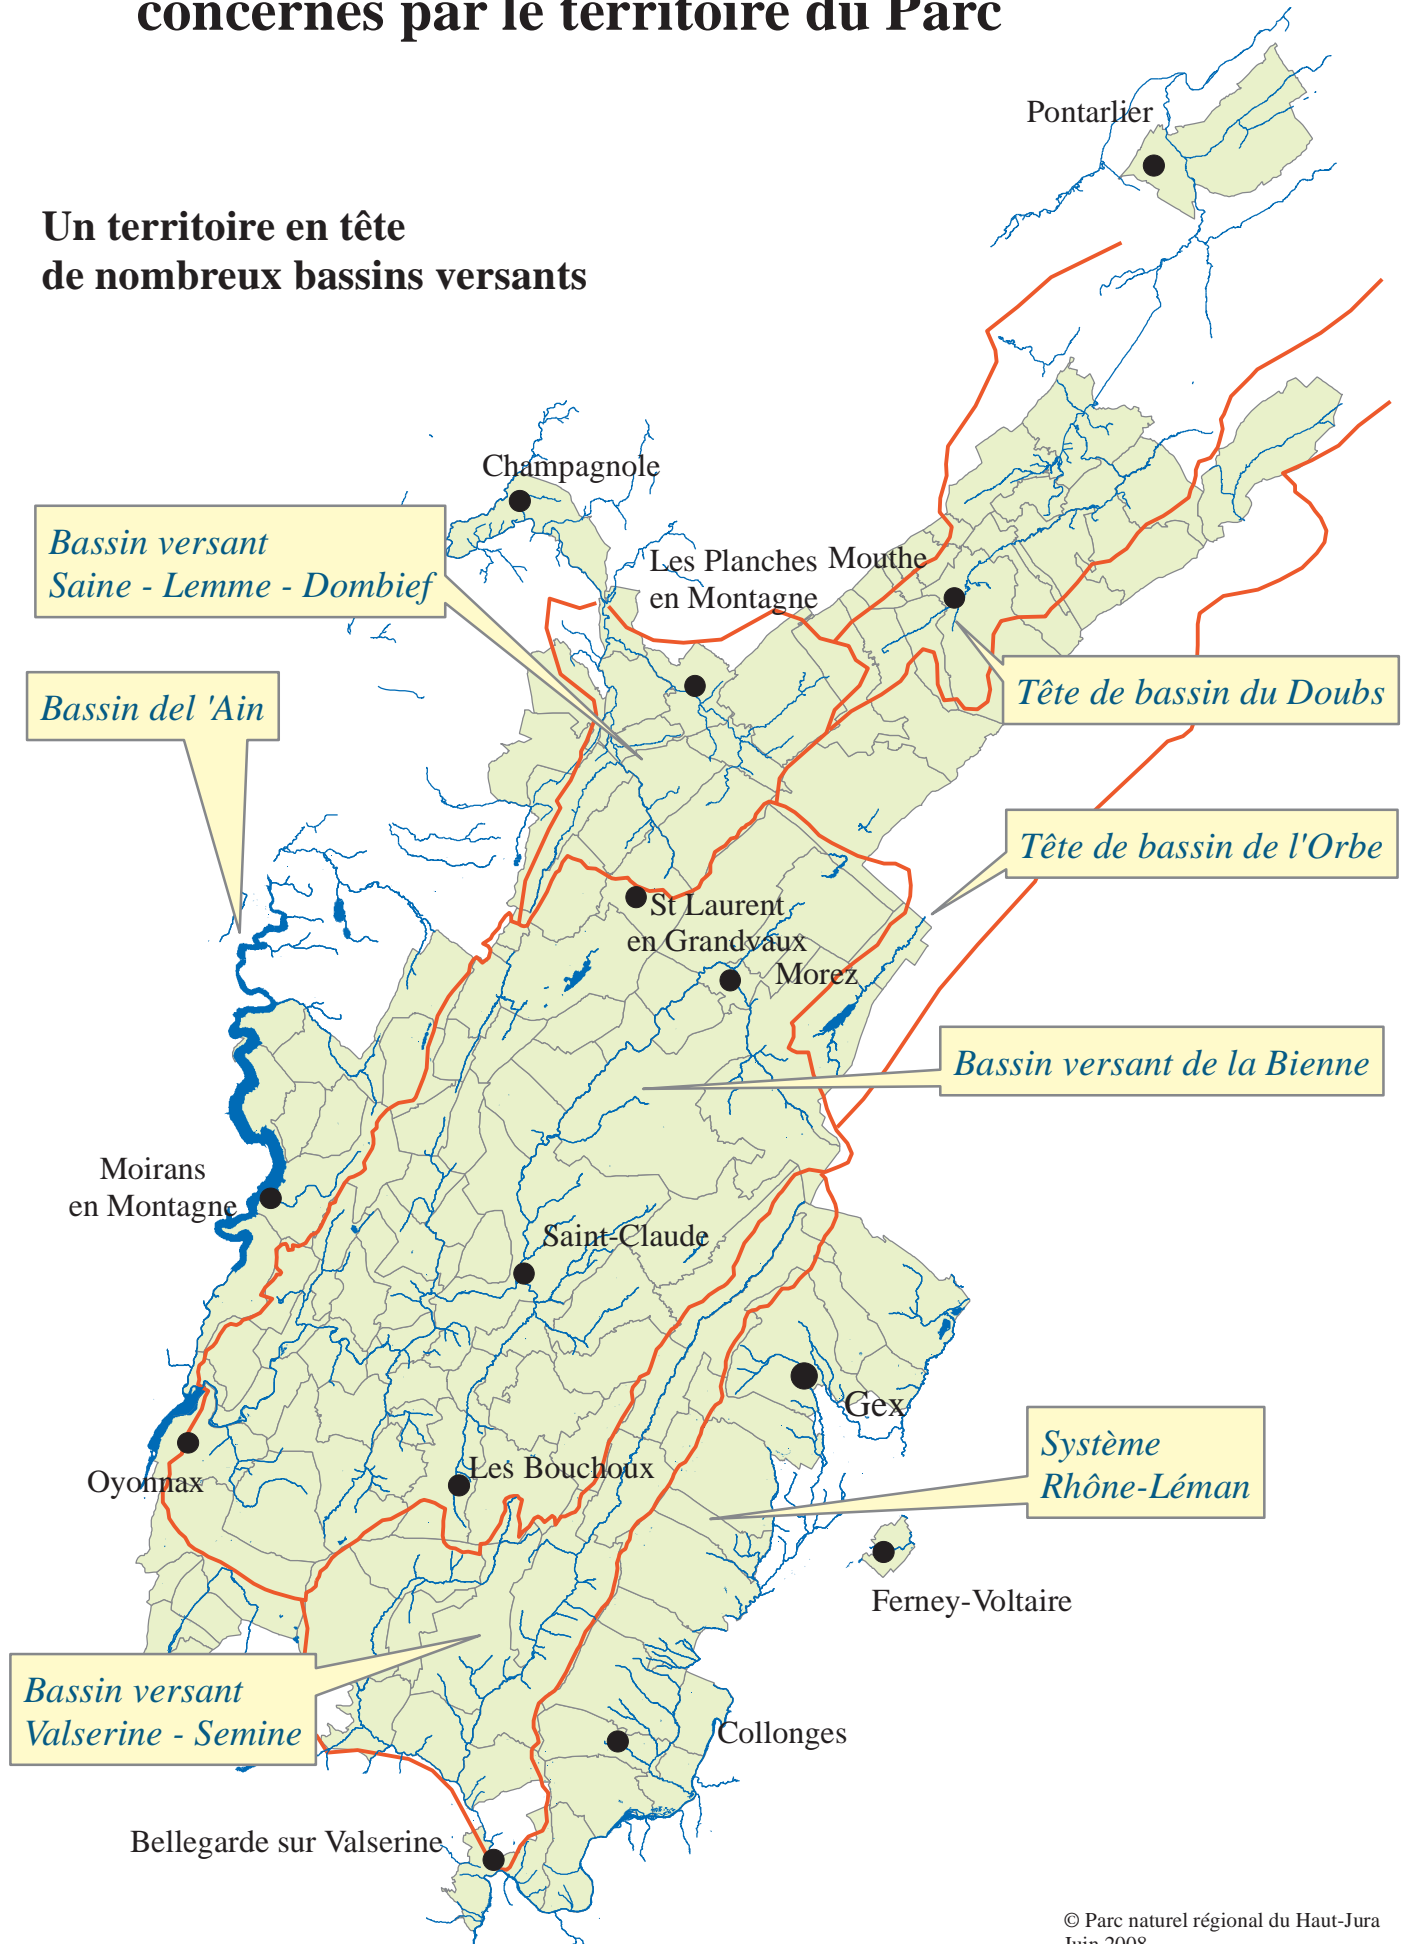 concernés par le territoire du Parc
Pontarlier
Un territoire en tête
de nombreux bassins versants
Champagnole
Bassin versant
Saine - Lemme - Dombief
Les Planches
en Montagne
Mouthe
Bassin del 'Ain
Tête de bassin du Doubs
Tête de bassin de l'Orbe
St Laurent
en Grandvaux
Morez
Bassin versant de la Bienne
Moirans
en Montagne
Saint-Claude
Gex
Système
Rhône-Léman
Oyonnax
Les Bouchoux
Ferney-Voltaire
Bassin versant
Valserine - Semine
Collonges
Bellegarde sur Valserine
© Parc naturel régional du Haut-Jura
Juin 2008